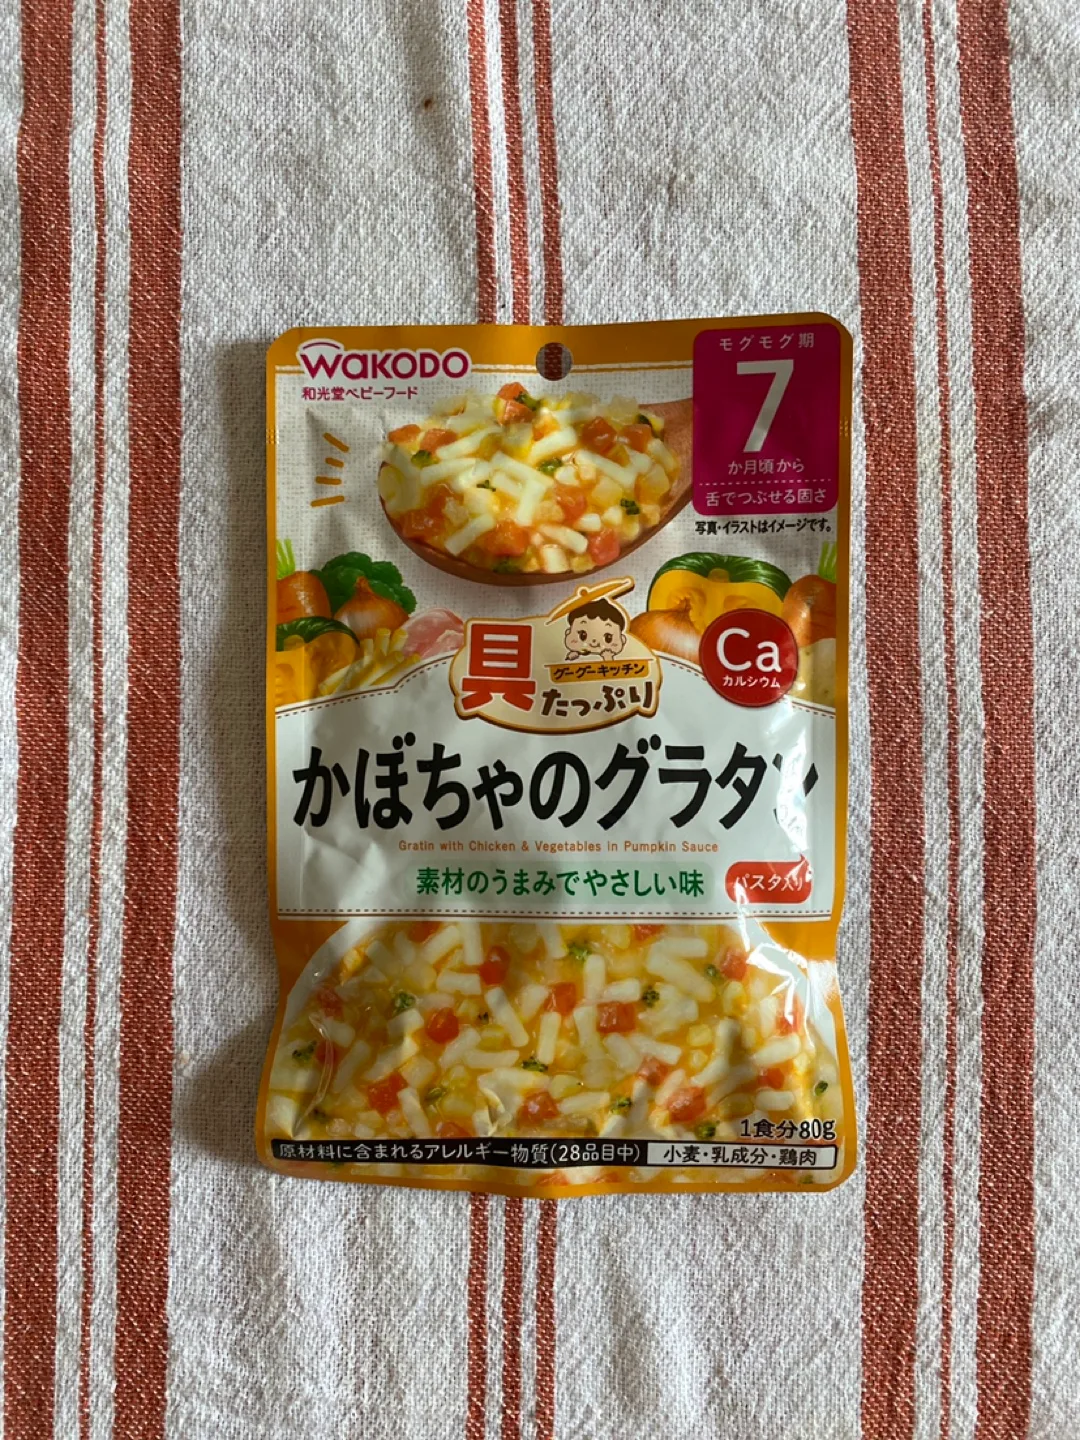 WAKODO
和光堂ベビーフード
モグモグ期
7
か月頃から
舌でつぶせる固さ
写真・イラストはイメージです。
具たっぷり
グーグーキッチン
Ca
カルシウム
かぼちゃのグラタン
Gratin with Chicken & Vegetables in Pumpkin Sauce
素材のうまみでやさしい味
パスタ入り
1食分80g
原材料に含まれるアレルギー物質(28品目中)
小麦・乳成分・鶏肉